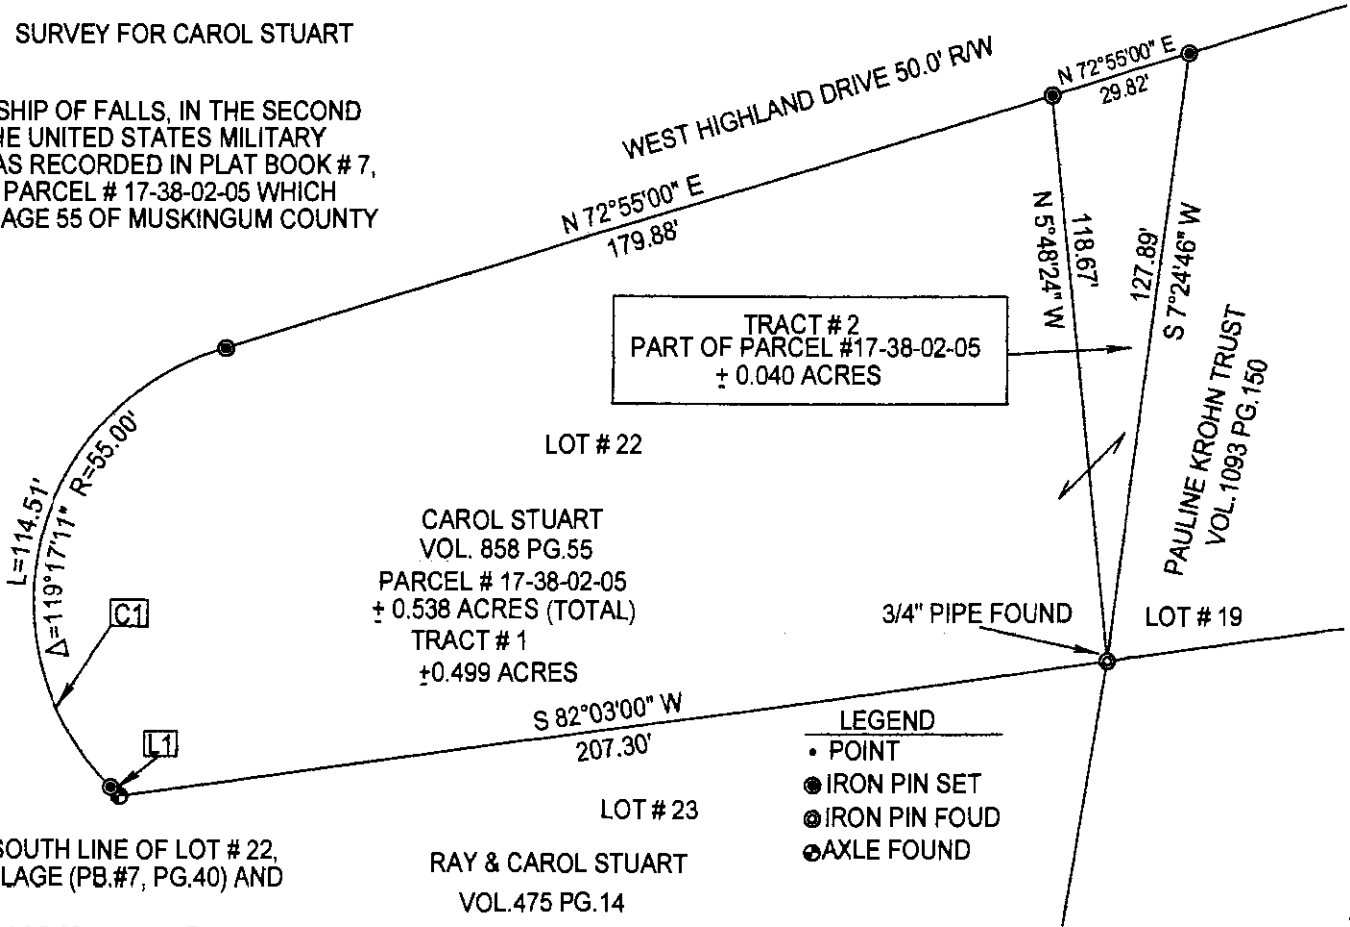 SURVEY FOR CAROL STUART
SHIP OF FALLS, IN THE SECOND
HE UNITED STATES MILITARY
AS RECORDED IN PLAT BOOK # 7,
PARCEL # 17-38-02-05 WHICH
AGE 55 OF MUSKINGUM COUNTY
WEST HIGHLAND DRIVE 50.0' R/W
N 72°55'00" E
29.82'
N 72°55'00" E
179.88'
N 5°48'24" W
118.67'
127.89'
S 7°24'46" W
TRACT # 2
PART OF PARCEL #17-38-02-05
± 0.040 ACRES
PAULINE KROHN TRUST
VOL.1093 PG.150
LOT # 22
L=114.51'
Δ=119°17'11" R=55.00'
C1
CAROL STUART
VOL. 858 PG.55
PARCEL # 17-38-02-05
± 0.538 ACRES (TOTAL)
TRACT # 1
±0.499 ACRES
3/4" PIPE FOUND
LOT # 19
S 82°03'00" W
207.30'
L1
LEGEND
• POINT
IRON PIN SET
IRON PIN FOUD
AXLE FOUND
LOT # 23
RAY & CAROL STUART
VOL.475 PG.14
SOUTH LINE OF LOT # 22,
LAGE (PB.#7, PG.40) AND